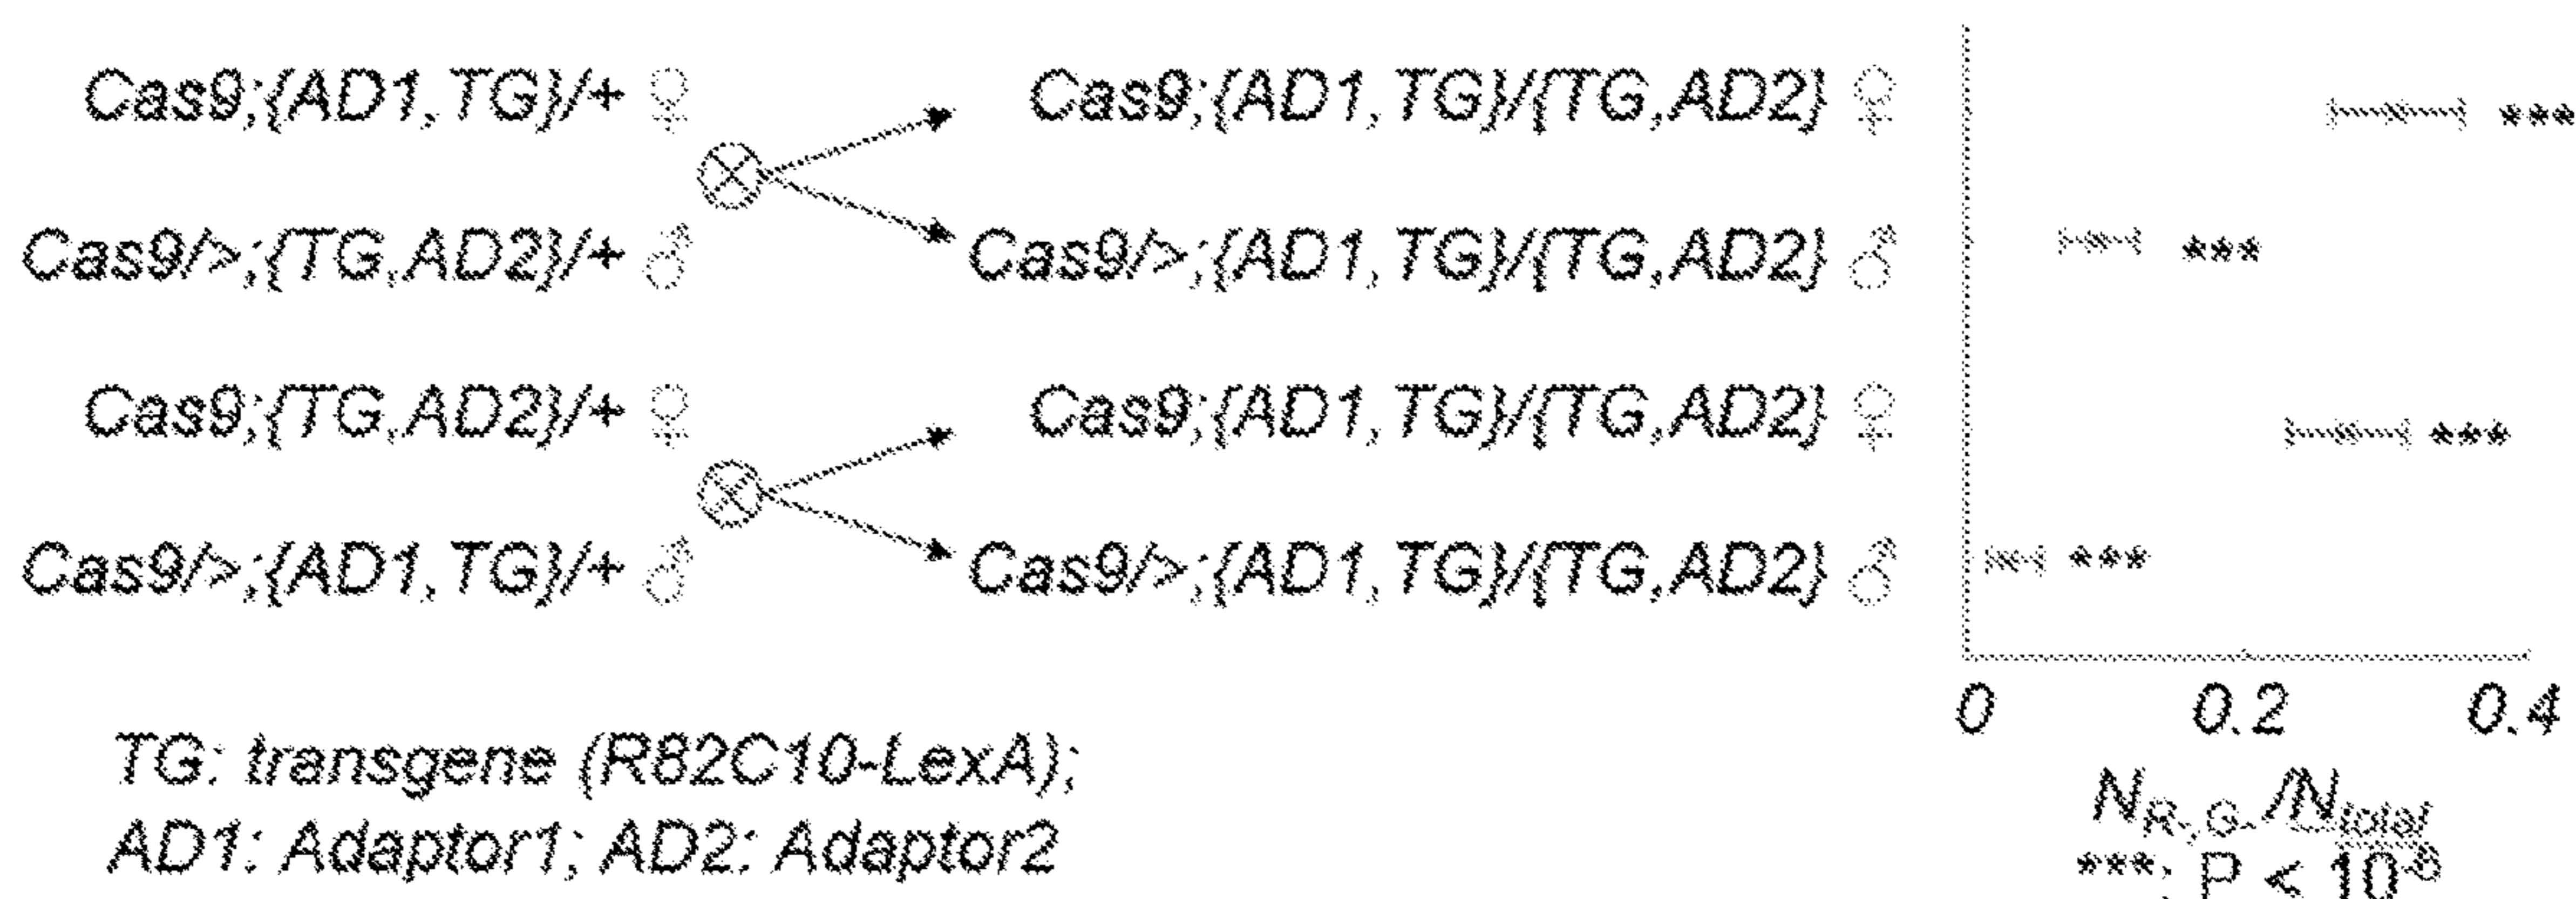 Cas9;{AD1,TG}/+ ♀ Cas9;{AD1,TG}/{TG,AD2} ♀ ***
Cas9/>;{TG,AD2}/+ ♂ Cas9/>;{AD1,TG}/{TG,AD2} ♂ ***
Cas9;{TG,AD2}/+ ♀ Cas9;{AD1,TG}/{TG,AD2} ♀ ***
Cas9/>;{AD1,TG}/+ ♂ Cas9/>;{AD1,TG}/{TG,AD2} ♂ ***
0 0.2 0.4
TG: transgene (R82C10-LexA);
AD1: Adaptor1; AD2: Adaptor2
N_R-,G-/N_total
***: P <